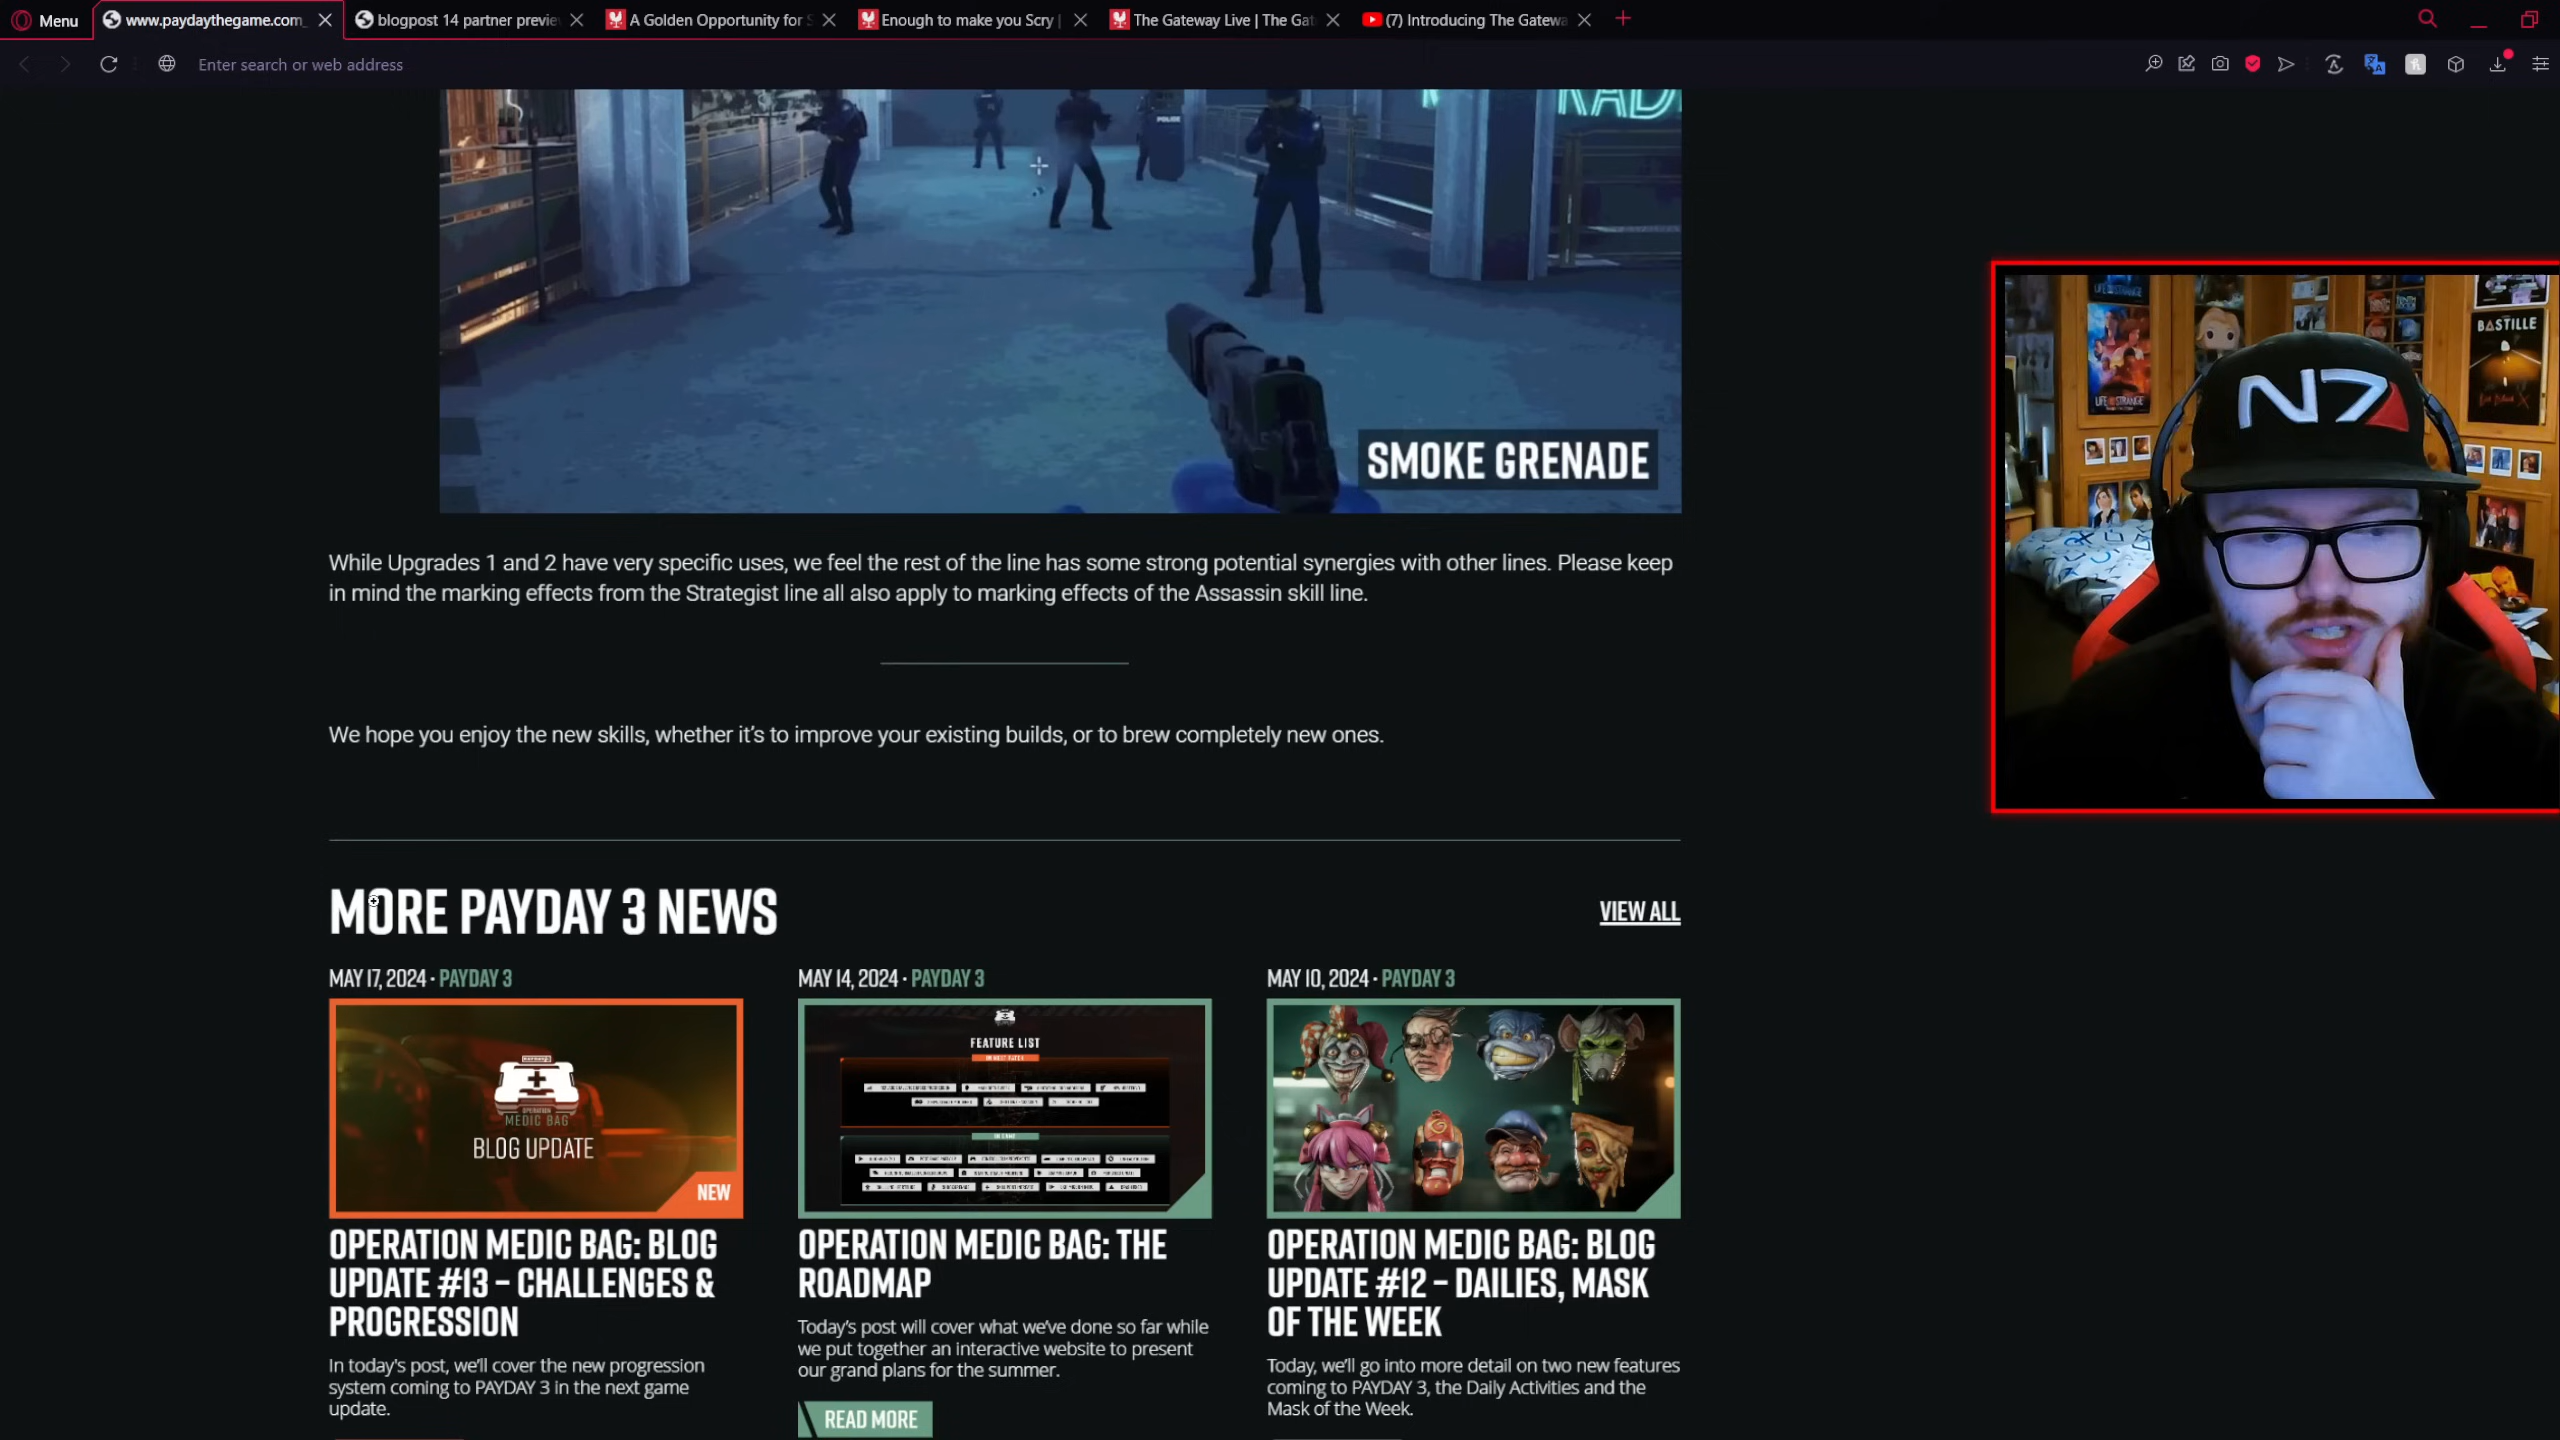 Menu
www.paydaythegame.com_
blogpost 14 partner previe
A Golden Opportunity for S
Enough to make you Scry |
The Gateway Live | The Gat
(7) Introducing The Gatewa
Enter search or web address
POLICE
SMOKE GRENADE
BASTILLE
LIFE IS STRANGE
N7
While Upgrades 1 and 2 have very specific uses, we feel the rest of the line has some strong potential synergies with other lines. Please keep
in mind the marking effects from the Strategist line all also apply to marking effects of the Assassin skill line.
We hope you enjoy the new skills, whether it's to improve your existing builds, or to brew completely new ones.
MORE PAYDAY 3 NEWS
VIEW ALL
MAY 17, 2024 · PAYDAY 3
MAY 14, 2024 · PAYDAY 3
MAY 10, 2024 · PAYDAY 3
OPERATION
MEDIC BAG
BLOG UPDATE
NEW
FEATURE LIST
OPERATION MEDIC BAG: BLOG
UPDATE #13 – CHALLENGES &
PROGRESSION
In today's post, we'll cover the new progression
system coming to PAYDAY 3 in the next game
update.
OPERATION MEDIC BAG: THE
ROADMAP
Today's post will cover what we've done so far while
we put together an interactive website to present
our grand plans for the summer.
READ MORE
OPERATION MEDIC BAG: BLOG
UPDATE #12 – DAILIES, MASK
OF THE WEEK
Today, we'll go into more detail on two new features
coming to PAYDAY 3, the Daily Activities and the
Mask of the Week.